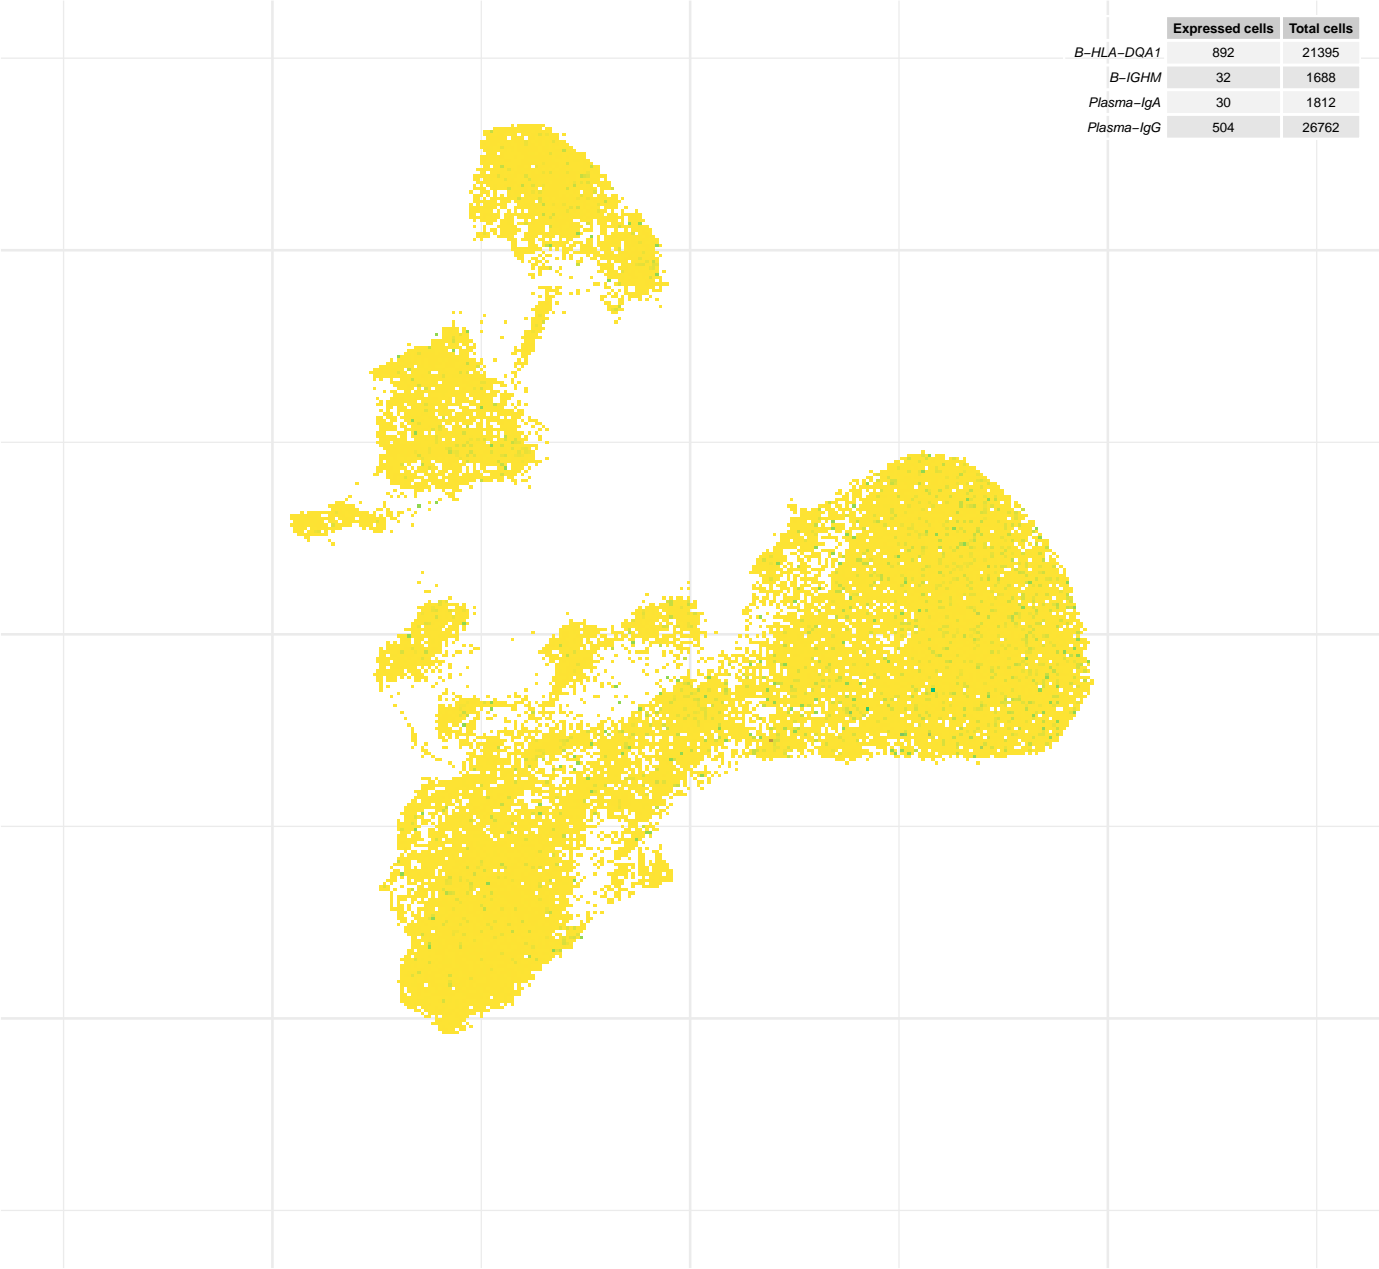 Expressed cells Total cells
B−HLA−DQA1 892 21395
B−IGHM 32 1688
Plasma−IgA 30 1812
Plasma−IgG 504 26762